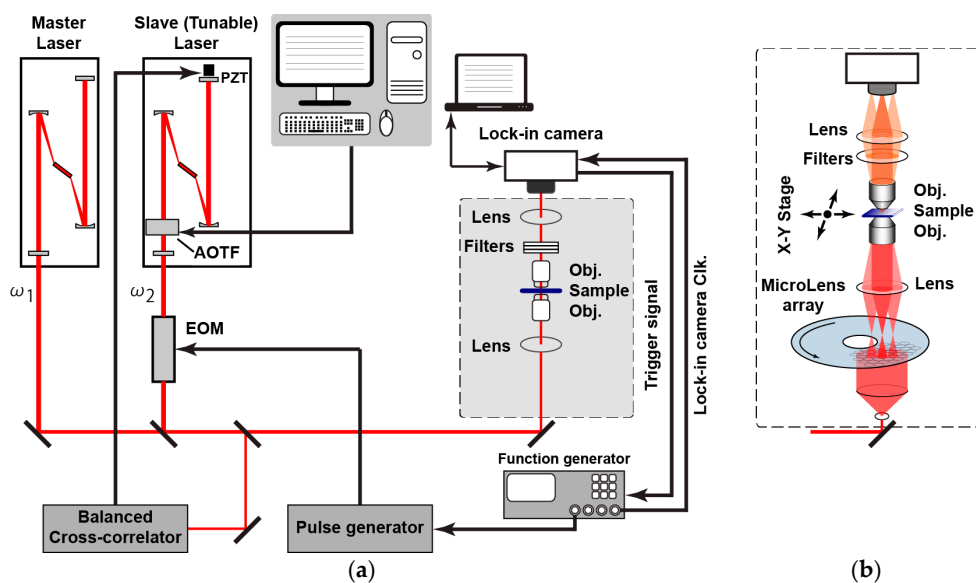 Master
Laser
Slave (Tunable)
Laser
PZT
AOTF
ω1
ω2
EOM
Lock-in camera
Lens
Filters
Obj.
Sample
Obj.
Lens
Trigger signal
Lock-in camera Clk.
Function generator
Balanced
Cross-correlator
Pulse generator
(a)
Lens
Filters
Obj.
Sample
Obj.
X-Y Stage
MicroLens
array
Lens
(b)